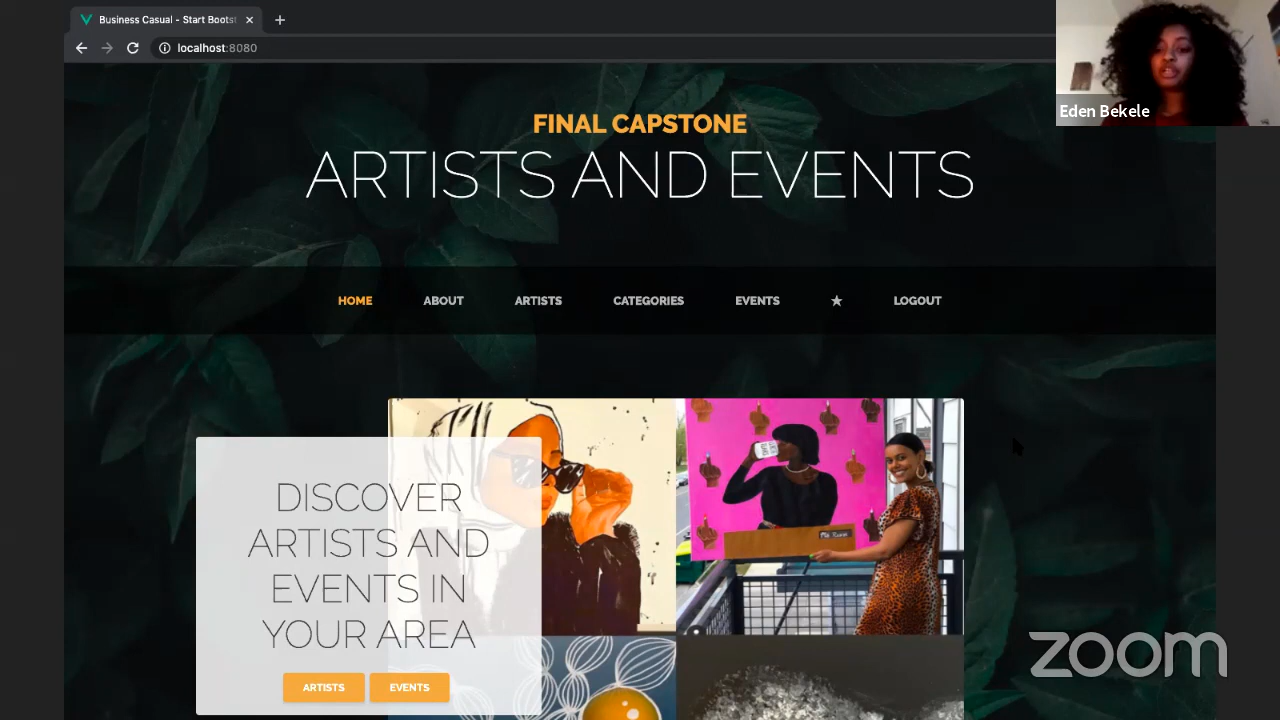 Business Casual - Start Bootst
localhost:8080
Eden Bekele
FINAL CAPSTONE
ARTISTS AND EVENTS
HOME ABOUT ARTISTS CATEGORIES EVENTS ★ LOGOUT
DISCOVER
ARTISTS AND
EVENTS IN
YOUR AREA
ARTISTS EVENTS
zoom